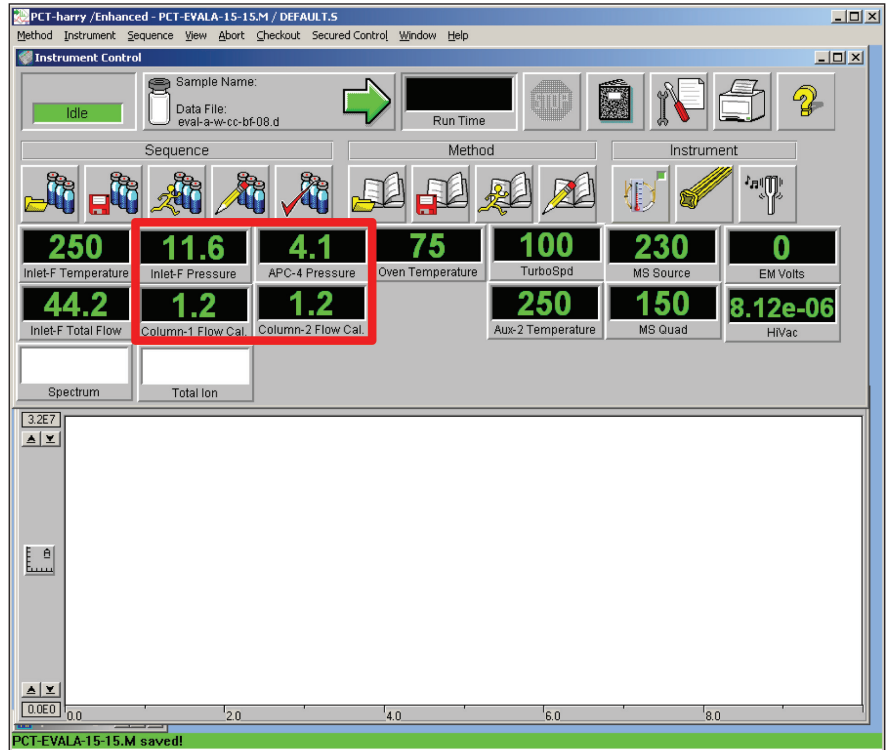 PCT-harry /Enhanced - PCT-EVALA-15-15.M / DEFAULT.S
Method Instrument Sequence View Abort Checkout Secured Control Window Help
Instrument Control
Idle
Sample Name:
Data File:
eval-a-w-cc-bf-08.d
Run Time
STOP
Sequence
Method
Instrument
250
Inlet-F Temperature
11.6
Inlet-F Pressure
4.1
APC-4 Pressure
75
Oven Temperature
100
TurboSpd
230
MS Source
0
EM Volts
44.2
Inlet-F Total Flow
1.2
Column-1 Flow Cal.
1.2
Column-2 Flow Cal.
250
Aux-2 Temperature
150
MS Quad
8.12e-06
HiVac
Spectrum
Total Ion
3.2E7
0.0E0
0.0 2.0 4.0 6.0 8.0
PCT-EVALA-15-15.M saved!